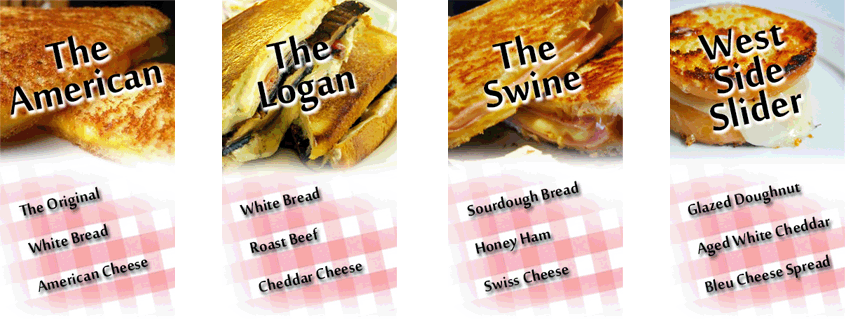 The
American
The Original
White Bread
American Cheese
The
Logan
White Bread
Roast Beef
Cheddar Cheese
The
Swine
Sourdough Bread
Honey Ham
Swiss Cheese
West
Side
Slider
Glazed Doughnut
Aged White Cheddar
Bleu Cheese Spread